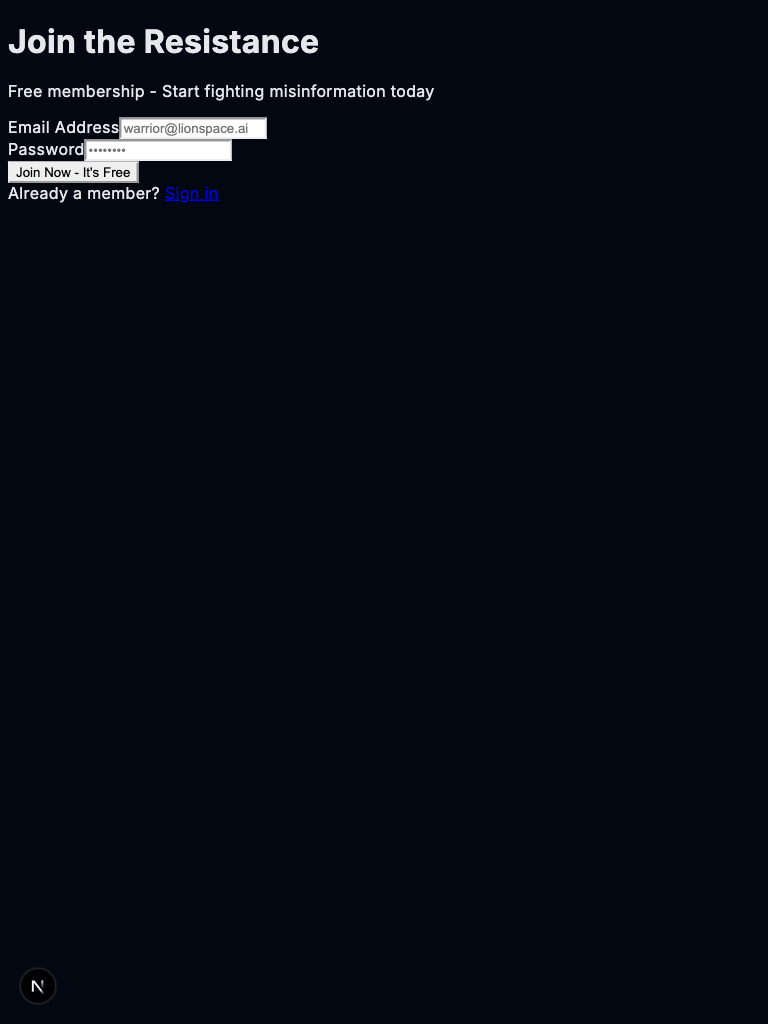 Join the Resistance
Free membership - Start fighting misinformation today
Email Address warrior@lionspace.ai
Password ••••••••
Join Now - It's Free
Already a member? Sign in
N